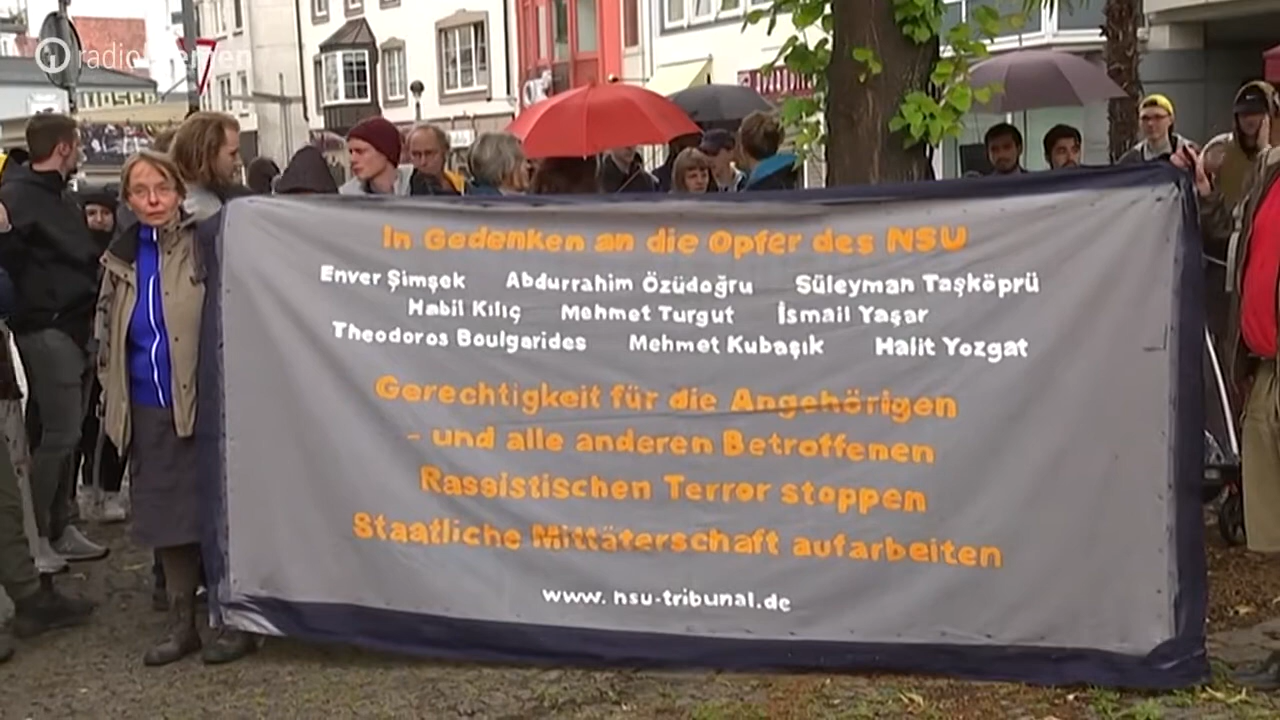 radiobremen
In Gedenken an die Opfer des NSU
Enver Şimşek Abdurrahim Özüdoğru Süleyman Taşköprü
Habil Kılıç Mehmet Turgut İsmail Yaşar
Theodoros Boulgarides Mehmet Kubaşık Halit Yozgat
Gerechtigkeit für die Angehörigen
- und alle anderen Betroffenen
Rassistischen Terror stoppen
Staatliche Mittäterschaft aufarbeiten
www.nsu-tribunal.de